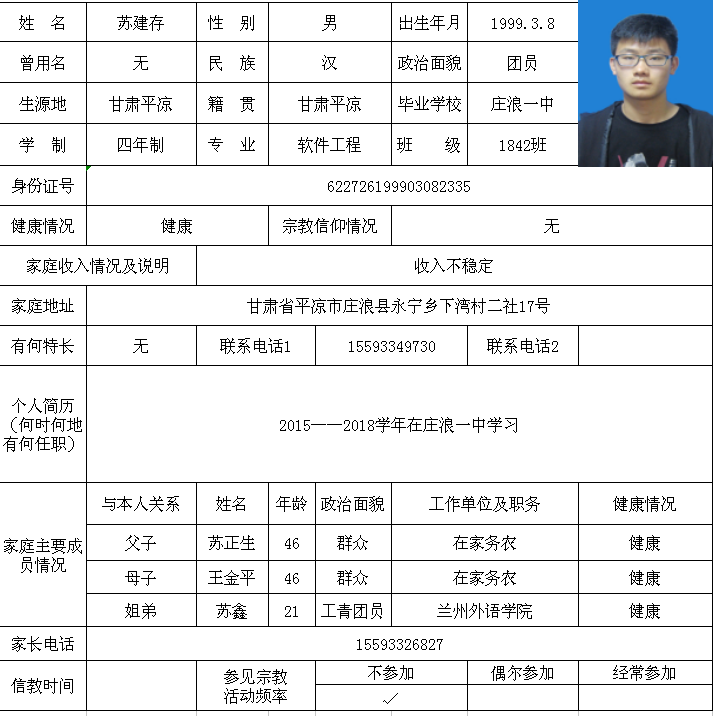 姓 名 苏建存 性 别 男 出生年月 1999.3.8
曾用名 无 民 族 汉 政治面貌 团员
生源地 甘肃平凉 籍 贯 甘肃平凉 毕业学校 庄浪一中
学 制 四年制 专 业 软件工程 班 级 1842班
身份证号 622726199903082335
健康情况 健康 宗教信仰情况 无
家庭收入情况及说明 收入不稳定
家庭地址 甘肃省平凉市庄浪县永宁乡下湾村二社17号
有何特长 无 联系电话1 15593349730 联系电话2
个人简历
（何时何地
有何任职）
2015——2018学年在庄浪一中学习
家庭主要成
员情况
与本人关系 姓名 年龄 政治面貌 工作单位及职务 健康情况
父子 苏正生 46 群众 在家务农 健康
母子 王金平 46 群众 在家务农 健康
姐弟 苏鑫 21 工青团员 兰州外语学院 健康
家长电话 15593326827
信教时间
参见宗教
活动频率
不参加 偶尔参加 经常参加
✓